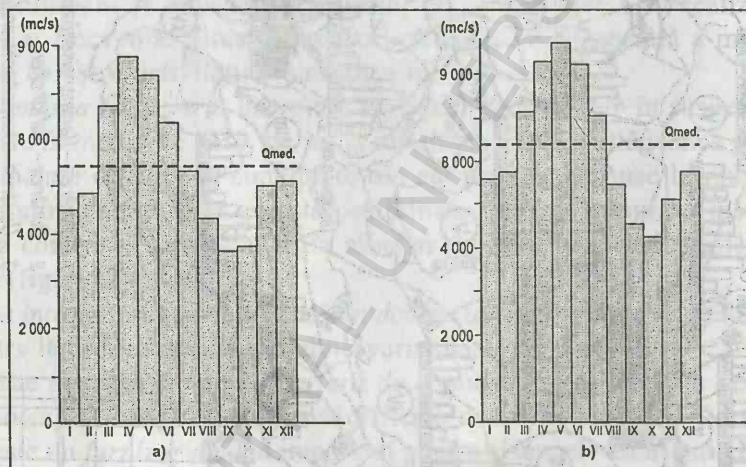 (mc/s)
9 000
8 000
4 000
2 000
0
Qmed.
I II III IV V VI VII VIII IX X XI XII
a)
(mc/s)
9 000
8 000
4 000
2 000
0
Qmed.
I II III IV V VI VII VIII IX X XI XII
b)